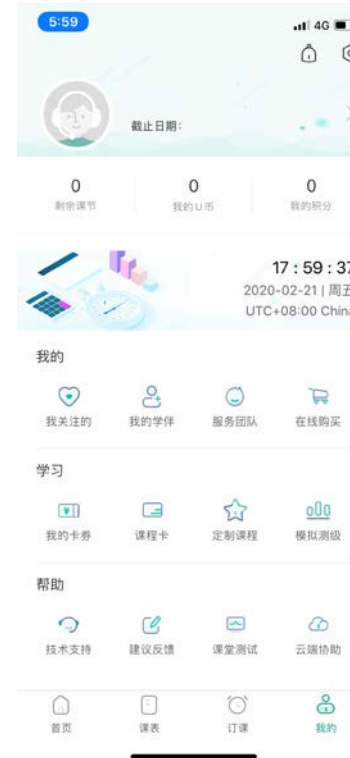 5:59
4G
截止日期:
0 0 0
剩余课节 我的U币 我的积分
17 : 59 : 37
2020-02-21 | 周五
UTC+08:00 China
我的
我关注的 我的学伴 服务团队 在线购买
学习
我的卡券 课程卡 定制课程 模拟测级
帮助
技术支持 建议反馈 课堂测试 云端协助
首页 课表 订课 我的